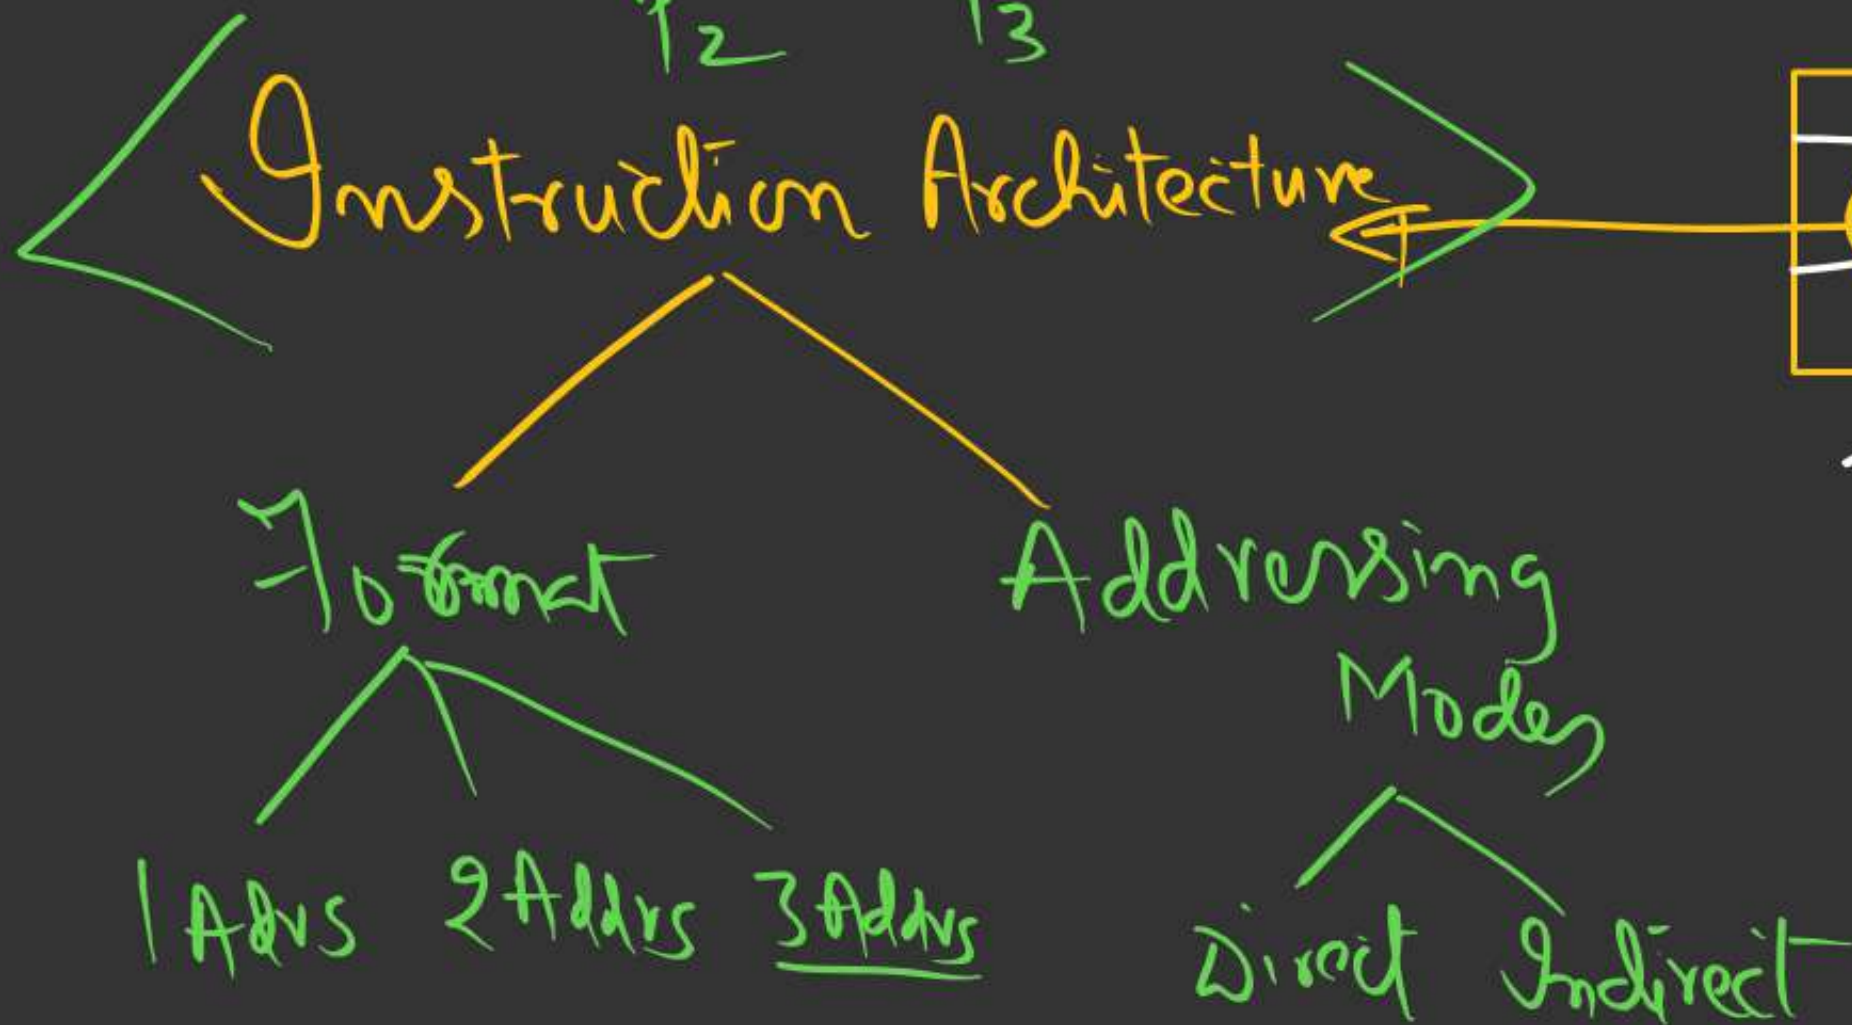 I2 I3
Instruction Architecture
Format Addressing
Modes
1 Adrs 2 Addrs 3 Addrs Direct Indirect